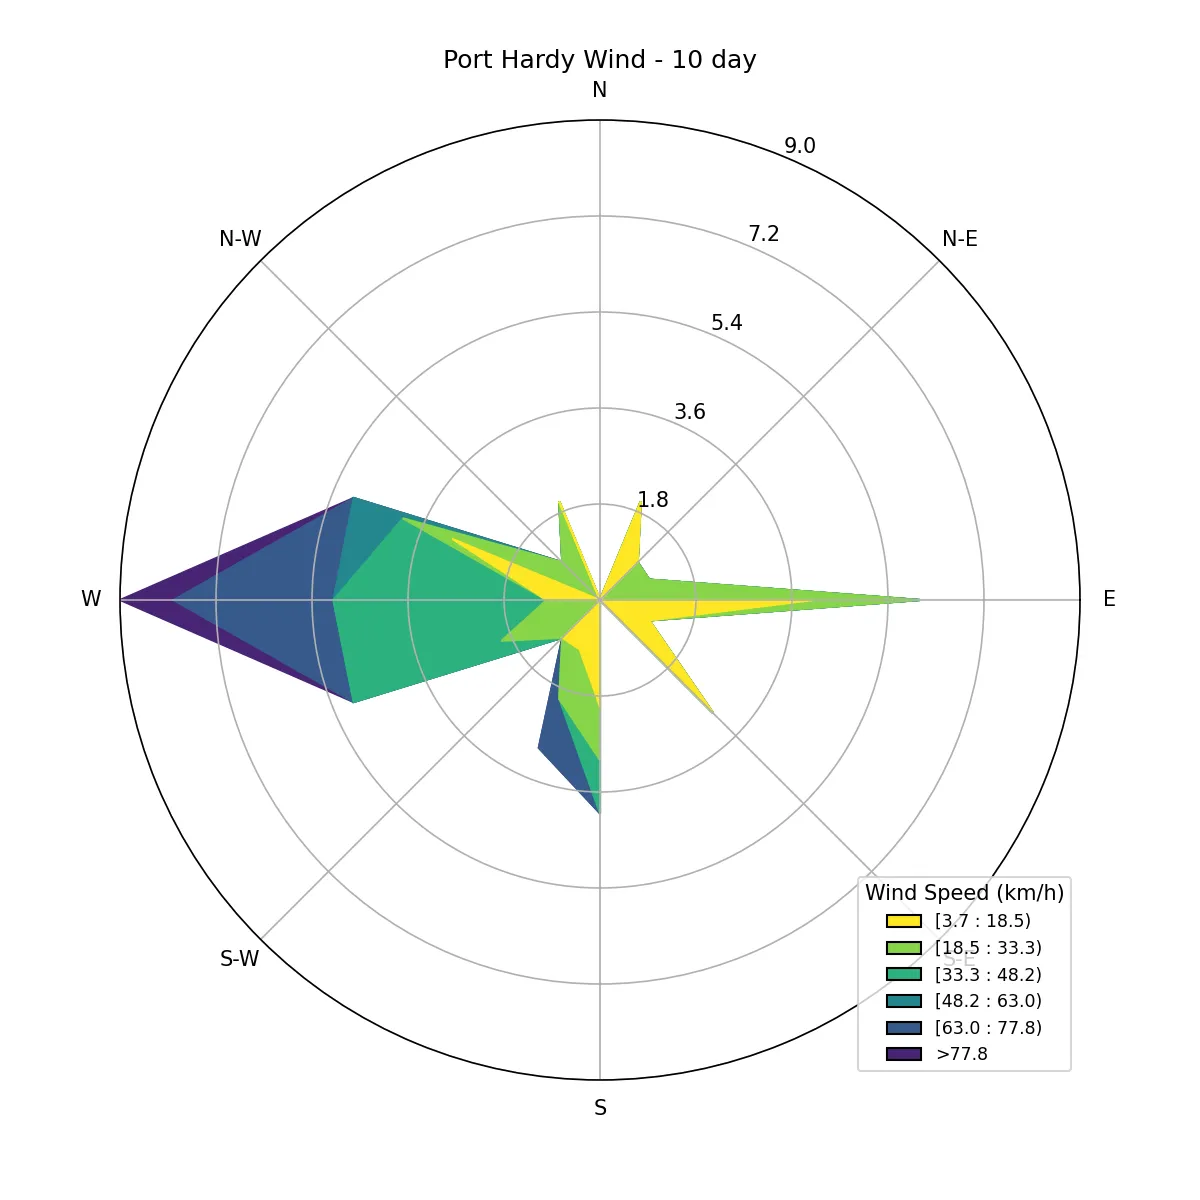 Port Hardy Wind - 10 day
N
9.0
N-W
7.2
N-E
5.4
3.6
1.8
W
E
Wind Speed (km/h)
[3.7 : 18.5)
[18.5 : 33.3)
S-W
S-E
[33.3 : 48.2)
[48.2 : 63.0)
[63.0 : 77.8)
>77.8
S